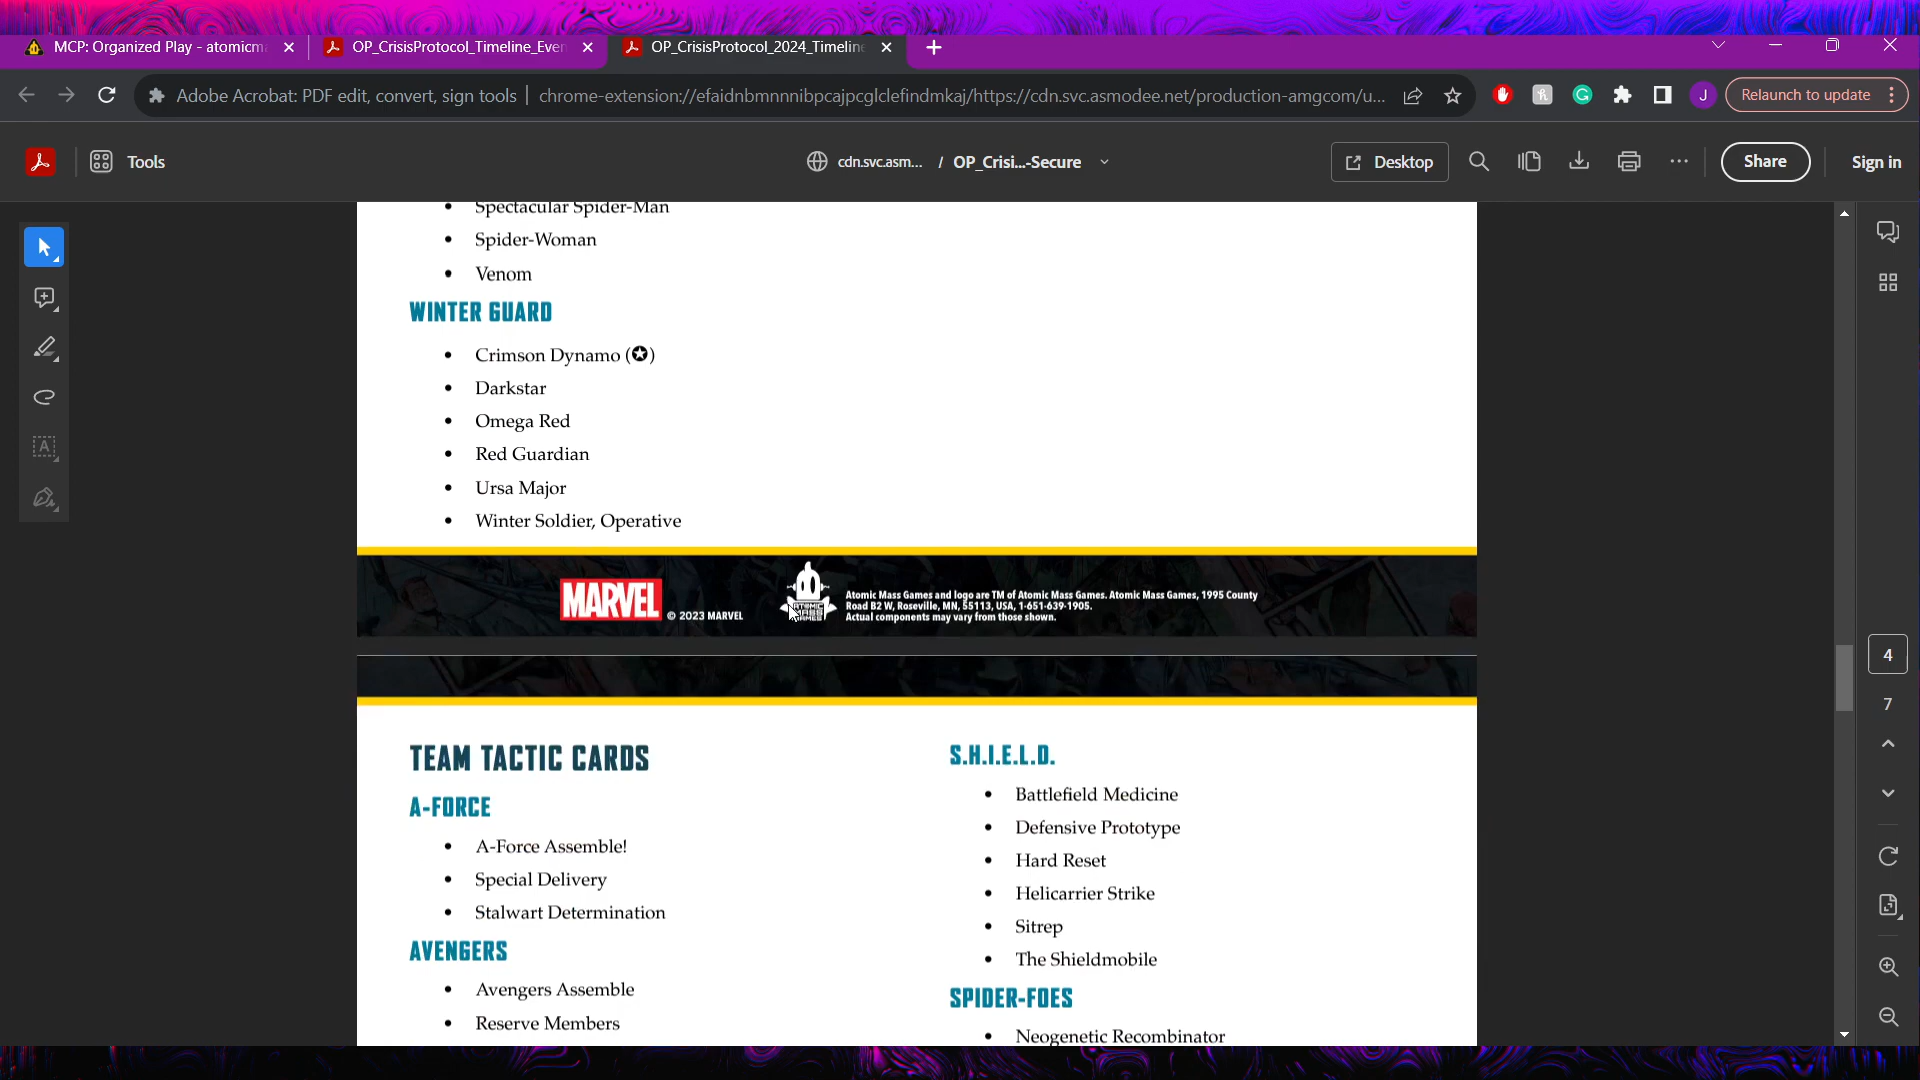 MCP: Organized Play - atomicma
OP_CrisisProtocol_Timeline_Even
OP_CrisisProtocol_2024_Timeline
Adobe Acrobat: PDF edit, convert, sign tools
chrome-extension://efaidnbmnnnibpcajpcglclefindmkaj/https://cdn.svc.asmodee.net/production-amgcom/u...
J
Relaunch to update
Tools
cdn.svc.asm... / OP_Crisi...-Secure
Desktop
Share
Sign in
• Spectacular Spider-Man
• Spider-Woman
• Venom
WINTER GUARD
• Crimson Dynamo (✪)
• Darkstar
• Omega Red
• Red Guardian
• Ursa Major
• Winter Soldier, Operative
MARVEL © 2023 MARVEL
ATOMIC
MASS
GAMES
Atomic Mass Games and logo are TM of Atomic Mass Games. Atomic Mass Games, 1995 County
Road B2 W, Roseville, MN, 55113, USA, 1-651-639-1905.
Actual components may vary from those shown.
TEAM TACTIC CARDS
A-FORCE
• A-Force Assemble!
• Special Delivery
• Stalwart Determination
AVENGERS
• Avengers Assemble
• Reserve Members
S.H.I.E.L.D.
• Battlefield Medicine
• Defensive Prototype
• Hard Reset
• Helicarrier Strike
• Sitrep
• The Shieldmobile
SPIDER-FOES
• Neogenetic Recombinator
4
7